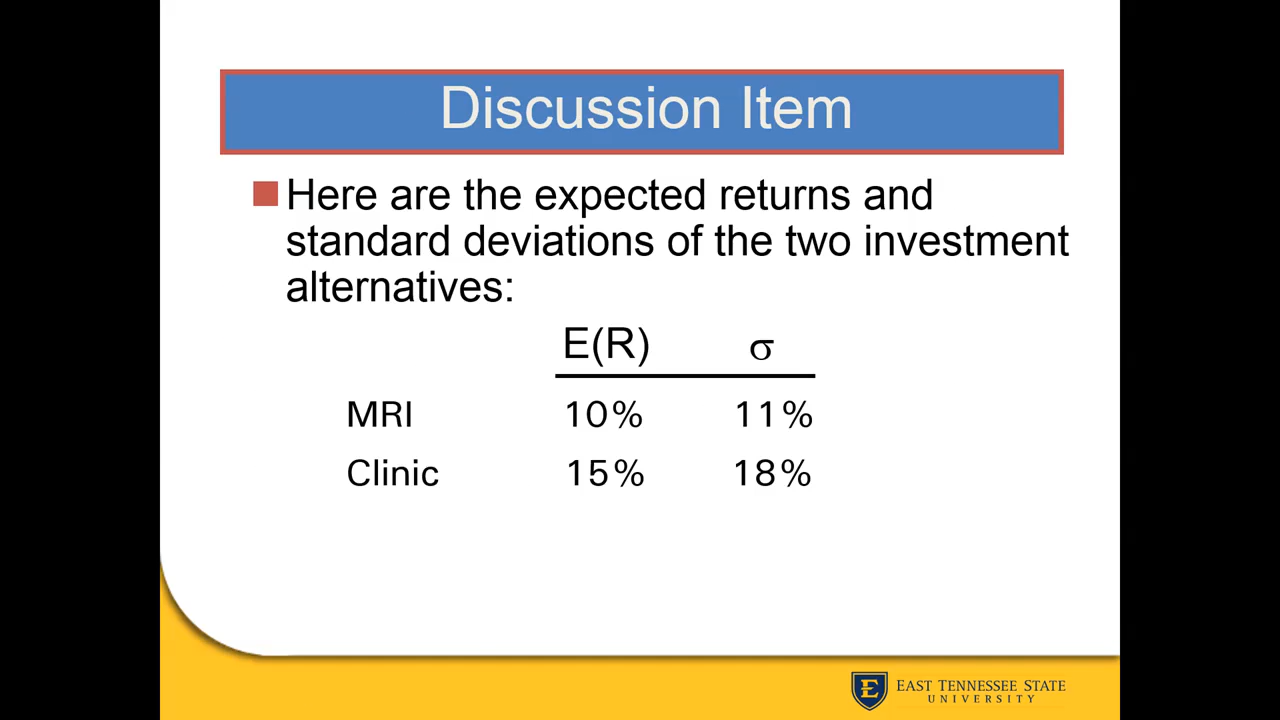 Discussion Item
Here are the expected returns and
standard deviations of the two investment
alternatives:
E(R) σ
MRI 10% 11%
Clinic 15% 18%
E EAST TENNESSEE STATE
UNIVERSITY